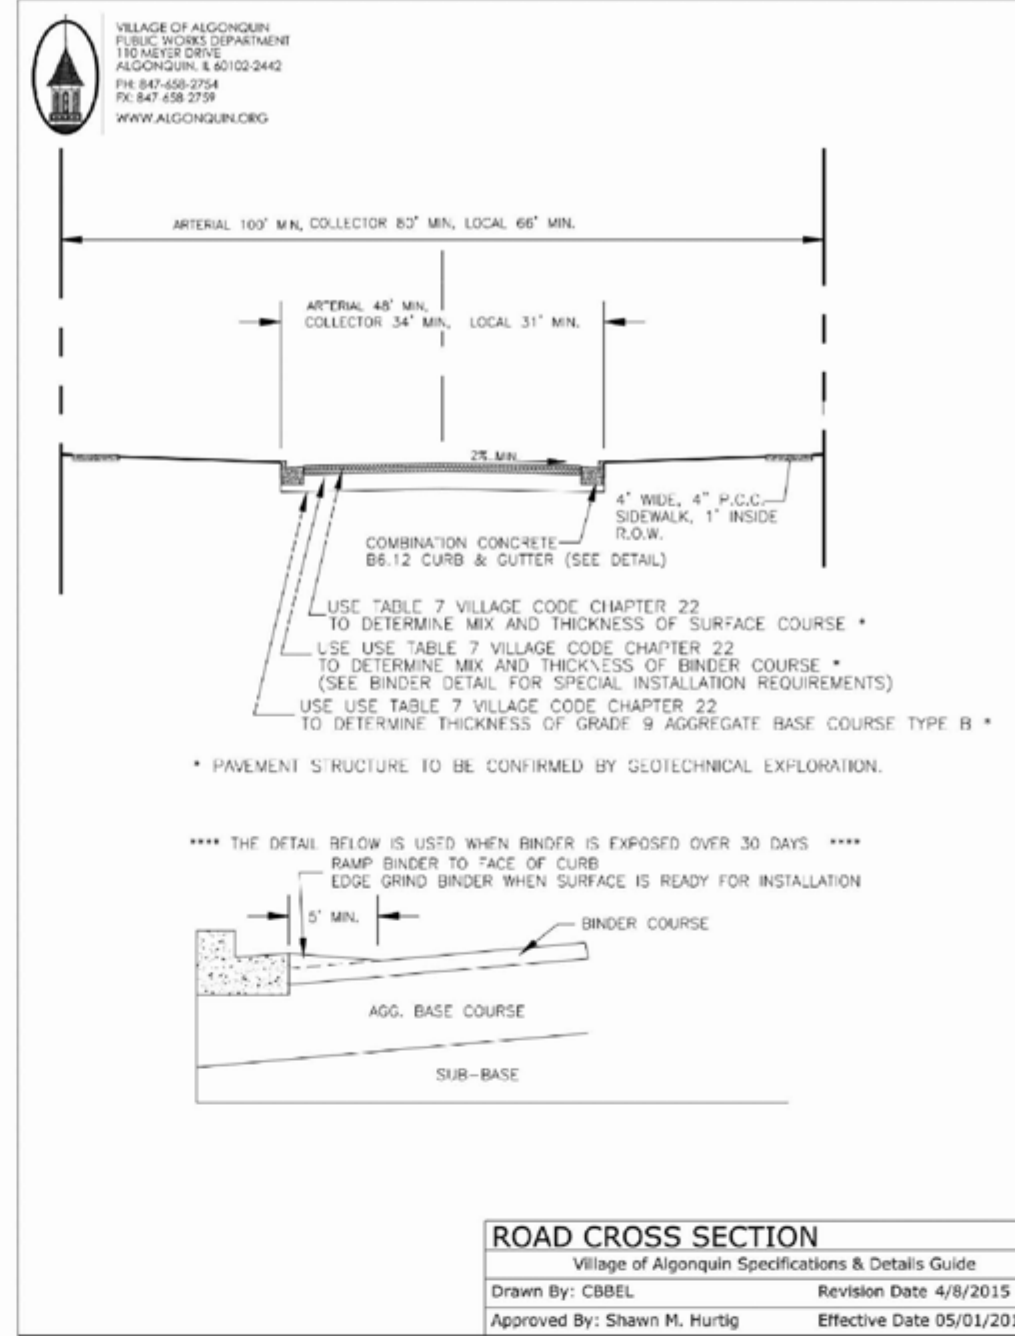 VILLAGE OF ALGONQUIN
PUBLIC WORKS DEPARTMENT
110 MEYER DRIVE
ALGONQUIN, IL 60102-2442
PH: 847-658-2754
FX: 847-658-2759
WWW.ALGONQUIN.ORG
ARTERIAL 100' MIN, COLLECTOR 80' MIN, LOCAL 66' MIN.
ARTERIAL 48' MIN,
COLLECTOR 34' MIN, LOCAL 31' MIN.
2% MIN.
4' WIDE, 4" P.C.C.
SIDEWALK, 1' INSIDE
R.O.W.
COMBINATION CONCRETE
B6.12 CURB & GUTTER (SEE DETAIL)
USE TABLE 7 VILLAGE CODE CHAPTER 22
TO DETERMINE MIX AND THICKNESS OF SURFACE COURSE *
USE USE TABLE 7 VILLAGE CODE CHAPTER 22
TO DETERMINE MIX AND THICKNESS OF BINDER COURSE *
(SEE BINDER DETAIL FOR SPECIAL INSTALLATION REQUIREMENTS)
USE USE TABLE 7 VILLAGE CODE CHAPTER 22
TO DETERMINE THICKNESS OF GRADE 9 AGGREGATE BASE COURSE TYPE B *
* PAVEMENT STRUCTURE TO BE CONFIRMED BY GEOTECHNICAL EXPLORATION.
**** THE DETAIL BELOW IS USED WHEN BINDER IS EXPOSED OVER 30 DAYS ****
RAMP BINDER TO FACE OF CURB
EDGE GRIND BINDER WHEN SURFACE IS READY FOR INSTALLATION
5' MIN.
BINDER COURSE
AGG. BASE COURSE
SUB-BASE
ROAD CROSS SECTION
Village of Algonquin Specifications & Details Guide
Drawn By: CBBEL Revision Date 4/8/2015
Approved By: Shawn M. Hurtig Effective Date 05/01/201